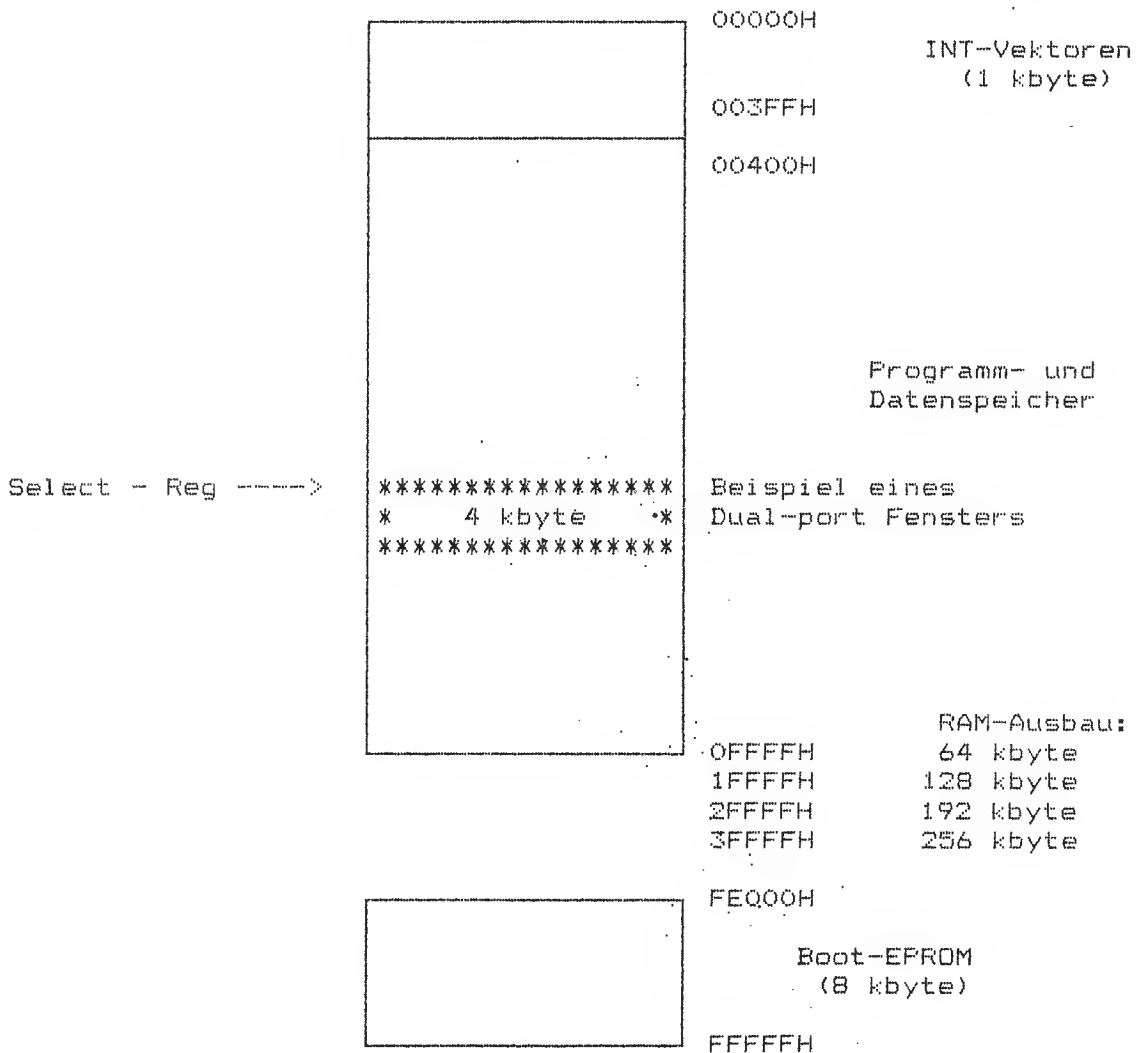 00000H
INT-Vektoren
(1 kbyte)
003FFH
00400H
Programm- und
Datenspeicher
Select - Reg ----> ***************** Beispiel eines
* 4 kbyte * Dual-port Fensters
*****************
RAM-Ausbau:
0FFFFH 64 kbyte
1FFFFH 128 kbyte
2FFFFH 192 kbyte
3FFFFH 256 kbyte
FE000H
Boot-EPROM
(8 kbyte)
FFFFFH